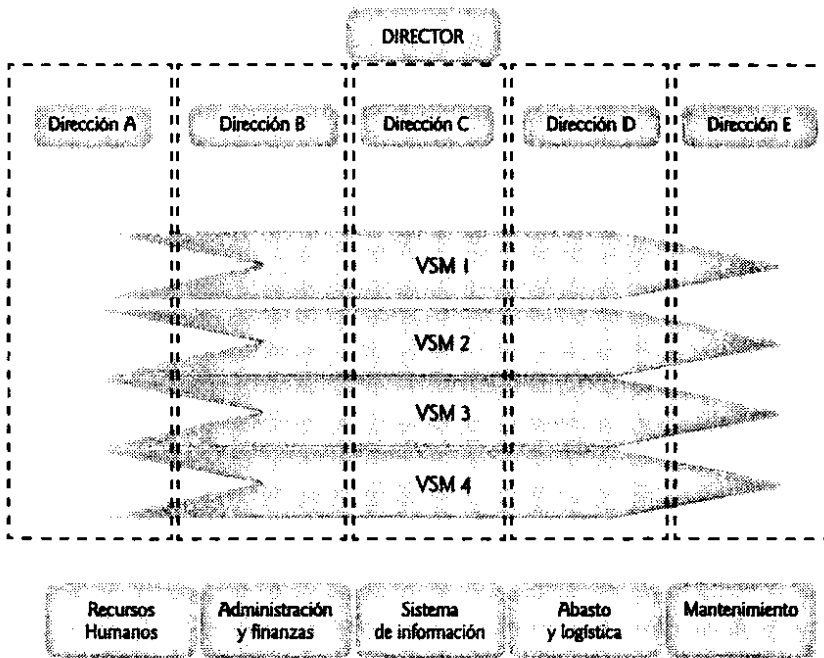 DIRECTOR
Dirección A
Dirección B
Dirección C
Dirección D
Dirección E
VSM 1
VSM 2
VSM 3
VSM 4
Recursos
Humanos
Administración
y finanzas
Sistema
de información
Abasto
y logística
Mantenimiento